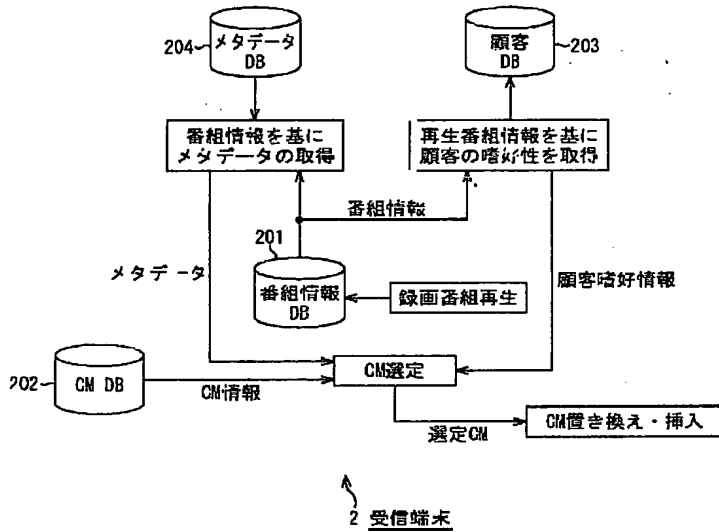 204
メタデータ
DB
顧客
DB
203
番組情報を基に
メタデータの取得
再生番組情報を基に
顧客の嗜好性を取得
番組情報
201
メタデータ
番組情報
DB
録画番組再生
顧客嗜好情報
202
CM DB
CM情報
CM選定
選定CM
CM置き換え・挿入
2 受信端末